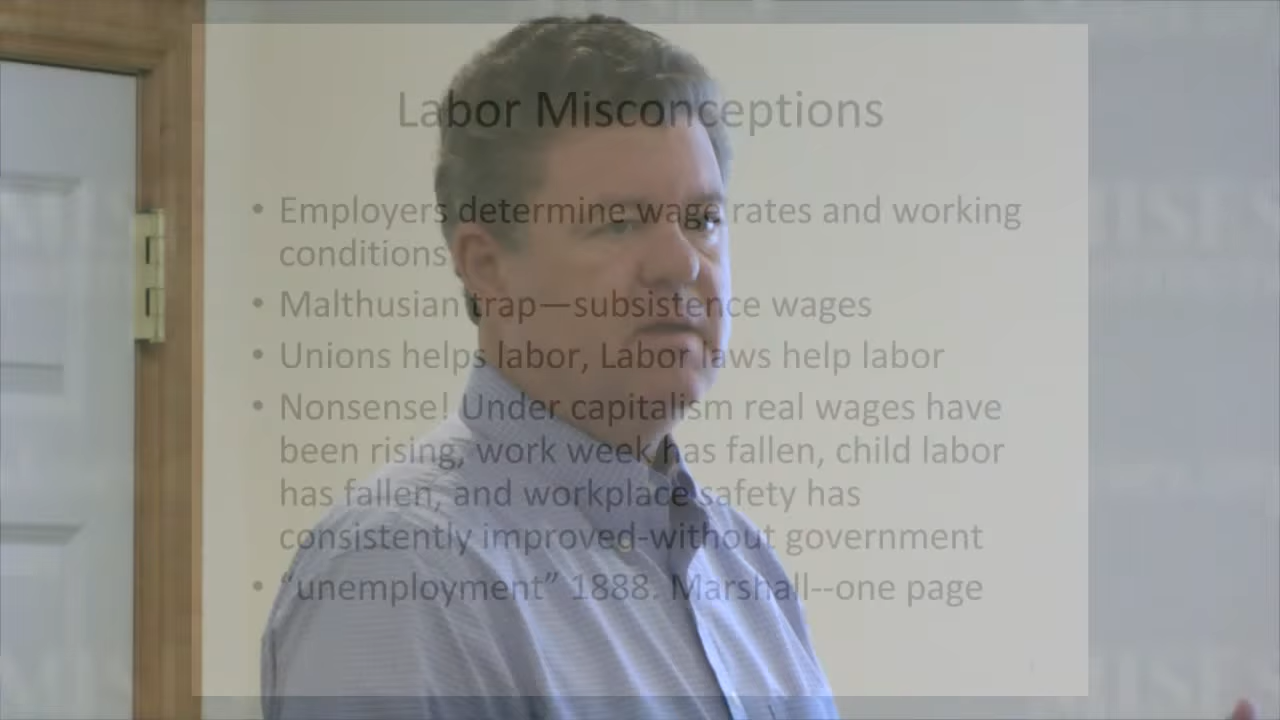 Labor Misconceptions
• Employers determine wage rates and working
conditions
• Malthusian trap—subsistence wages
• Unions helps labor, Labor laws help labor
• Nonsense! Under capitalism real wages have
been rising, work week has fallen, child labor
has fallen, and workplace safety has
consistently improved-without government
• “unemployment” 1888. Marshall--one page